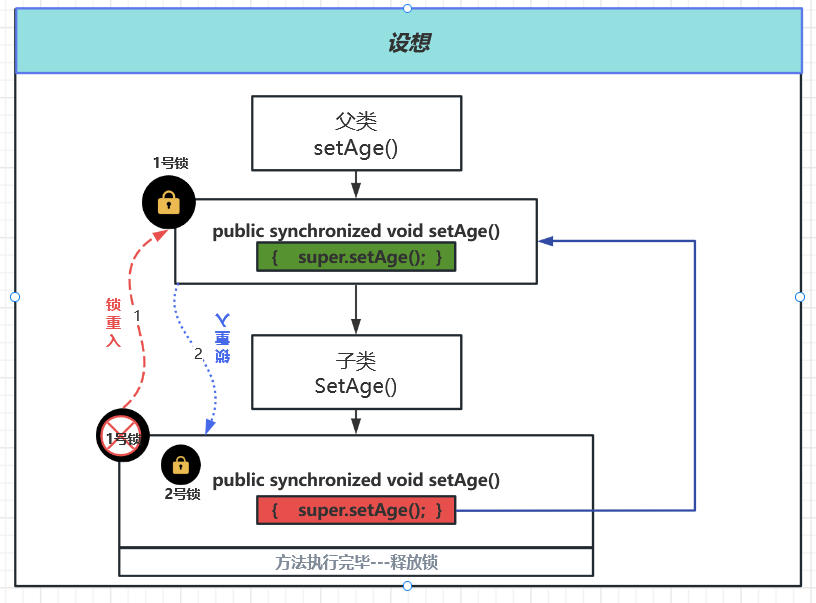 设想
父类
setAge()
1号锁
public synchronized void setAge()
{ super.setAge(); }
锁重入
1
锁重入
2
子类
SetAge()
1号锁
2号锁
public synchronized void setAge()
{ super.setAge(); }
方法执行完毕---释放锁